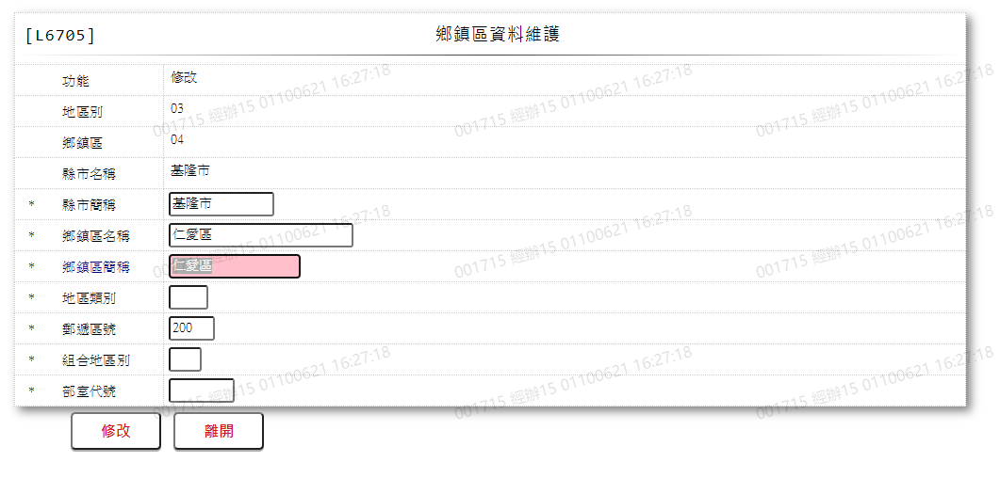 [L6705] 鄉鎮區資料維護
功能 修改
地區別 03
鄉鎮區 04
縣市名稱 基隆市
* 縣市簡稱 基隆市
* 鄉鎮區名稱 仁愛區
* 鄉鎮區簡稱 仁愛區
* 地區類別
* 郵遞區號 200
* 組合地區別
* 部室代號
修改 離開
001715 經辦15 01100621 16:27:18
001715 經辦15 01100621 16:27:18
001715 經辦15 01100621 16:27:18
001715 經辦15 01100621 16:27:18
001715 經辦15 01100621 16:27:18
001715 經辦15 01100621 16:27:18
001715 經辦15 01100621 16:27:18
001715 經辦15 01100621 16:27:18
001715 經辦15 01100621 16:27:18